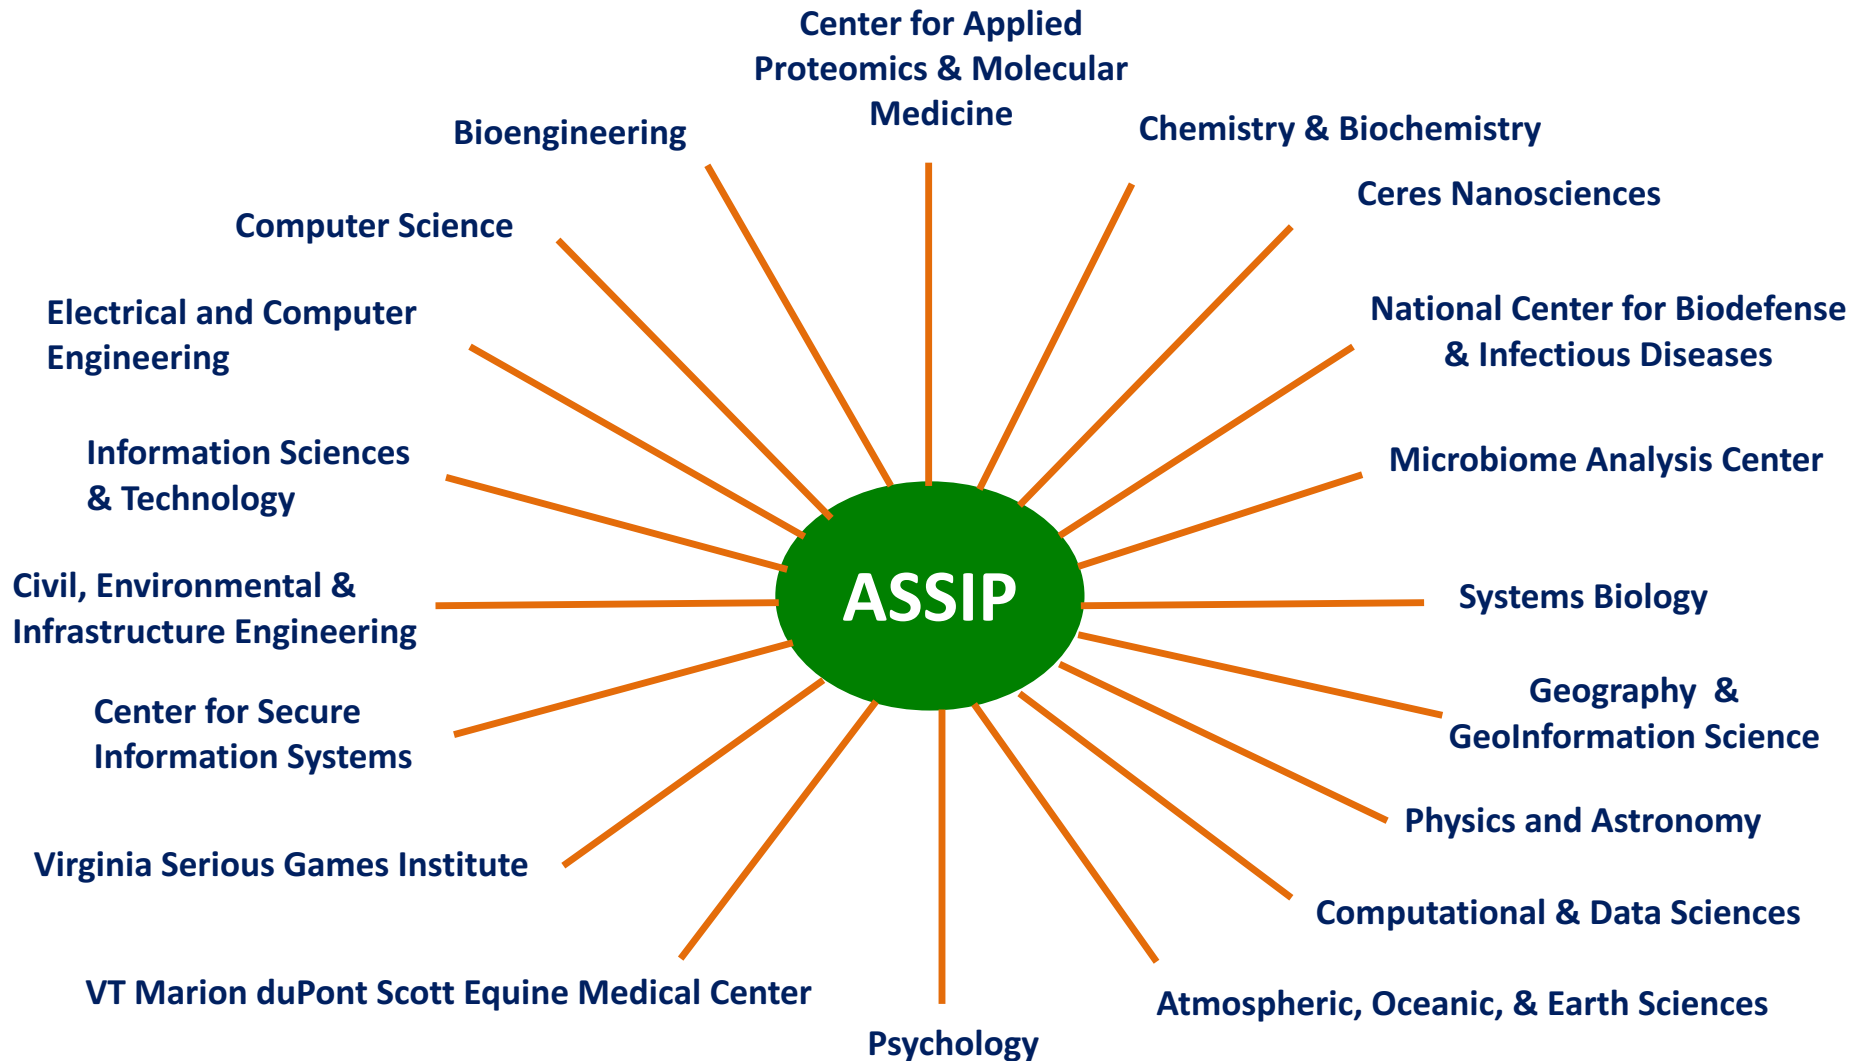 Center for Applied
Proteomics & Molecular
Medicine
Bioengineering
Chemistry & Biochemistry
Ceres Nanosciences
Computer Science
Electrical and Computer
Engineering
National Center for Biodefense
& Infectious Diseases
Information Sciences
& Technology
Microbiome Analysis Center
Civil, Environmental &
Infrastructure Engineering
ASSIP
Systems Biology
Center for Secure
Information Systems
Geography &
GeoInformation Science
Physics and Astronomy
Virginia Serious Games Institute
Computational & Data Sciences
VT Marion duPont Scott Equine Medical Center
Atmospheric, Oceanic, & Earth Sciences
Psychology